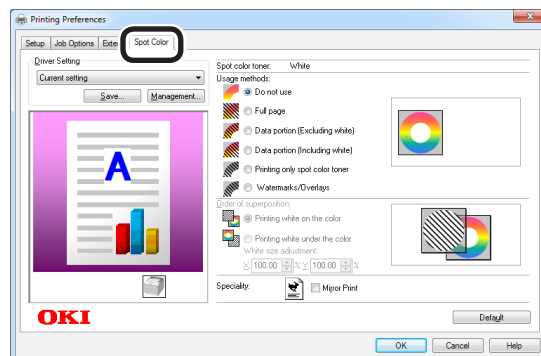 Printing Preferences
Setup Job Options Spot Color
Driver Setting
Current setting
Save... Management...
A
OKI
Spot color toner: White
Usage methods:
Do not use
Full page
Data portion (Excluding white)
Data portion (Including white)
Printing only spot color toner
Watermarks/Overlays
Order of superposition:
Printing white on the color
Printing white under the color
White size adjustment:
X: 100.00 % Y: 100.00 %
Speciality: Mirror Print
Default
OK Cancel Help